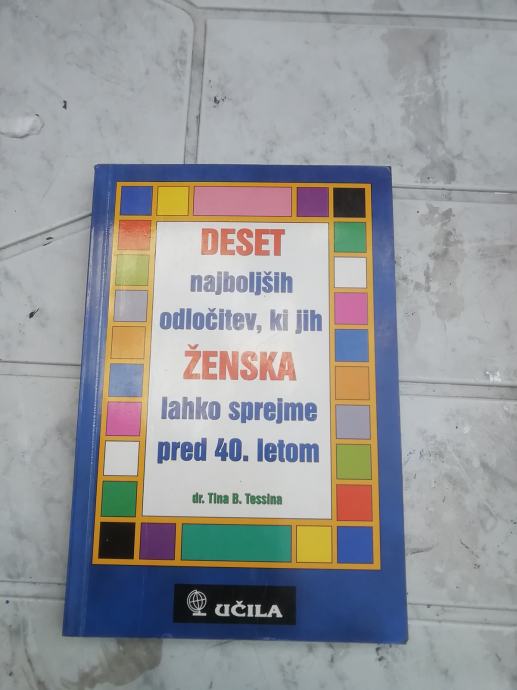 DESET
najboljših
odločitev, ki jih
ŽENSKA
lahko sprejme
pred 40. letom
dr. Tina B. Tessina
UČILA